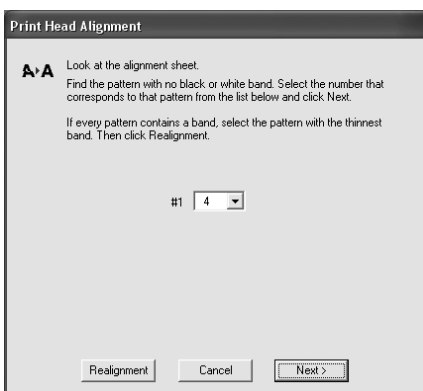 Print Head Alignment
A A
Look at the alignment sheet.
Find the pattern with no black or white band. Select the number that
corresponds to that pattern from the list below and click Next.
If every pattern contains a band, select the pattern with the thinnest
band. Then click Realignment.
#1 4
Realignment Cancel Next >